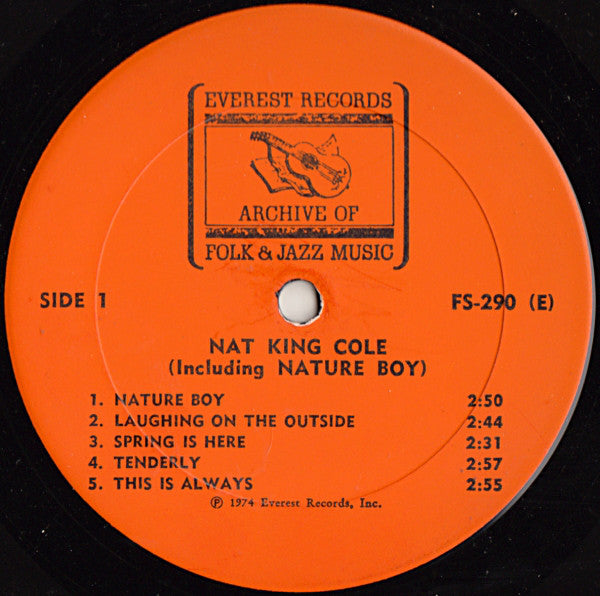 EVEREST RECORDS
ARCHIVE OF
FOLK & JAZZ MUSIC
SIDE 1 FS-290 (E)
NAT KING COLE
(Including NATURE BOY)
1. NATURE BOY 2:50
2. LAUGHING ON THE OUTSIDE 2:44
3. SPRING IS HERE 2:31
4. TENDERLY 2:57
5. THIS IS ALWAYS 2:55
℗ 1974 Everest Records, Inc.